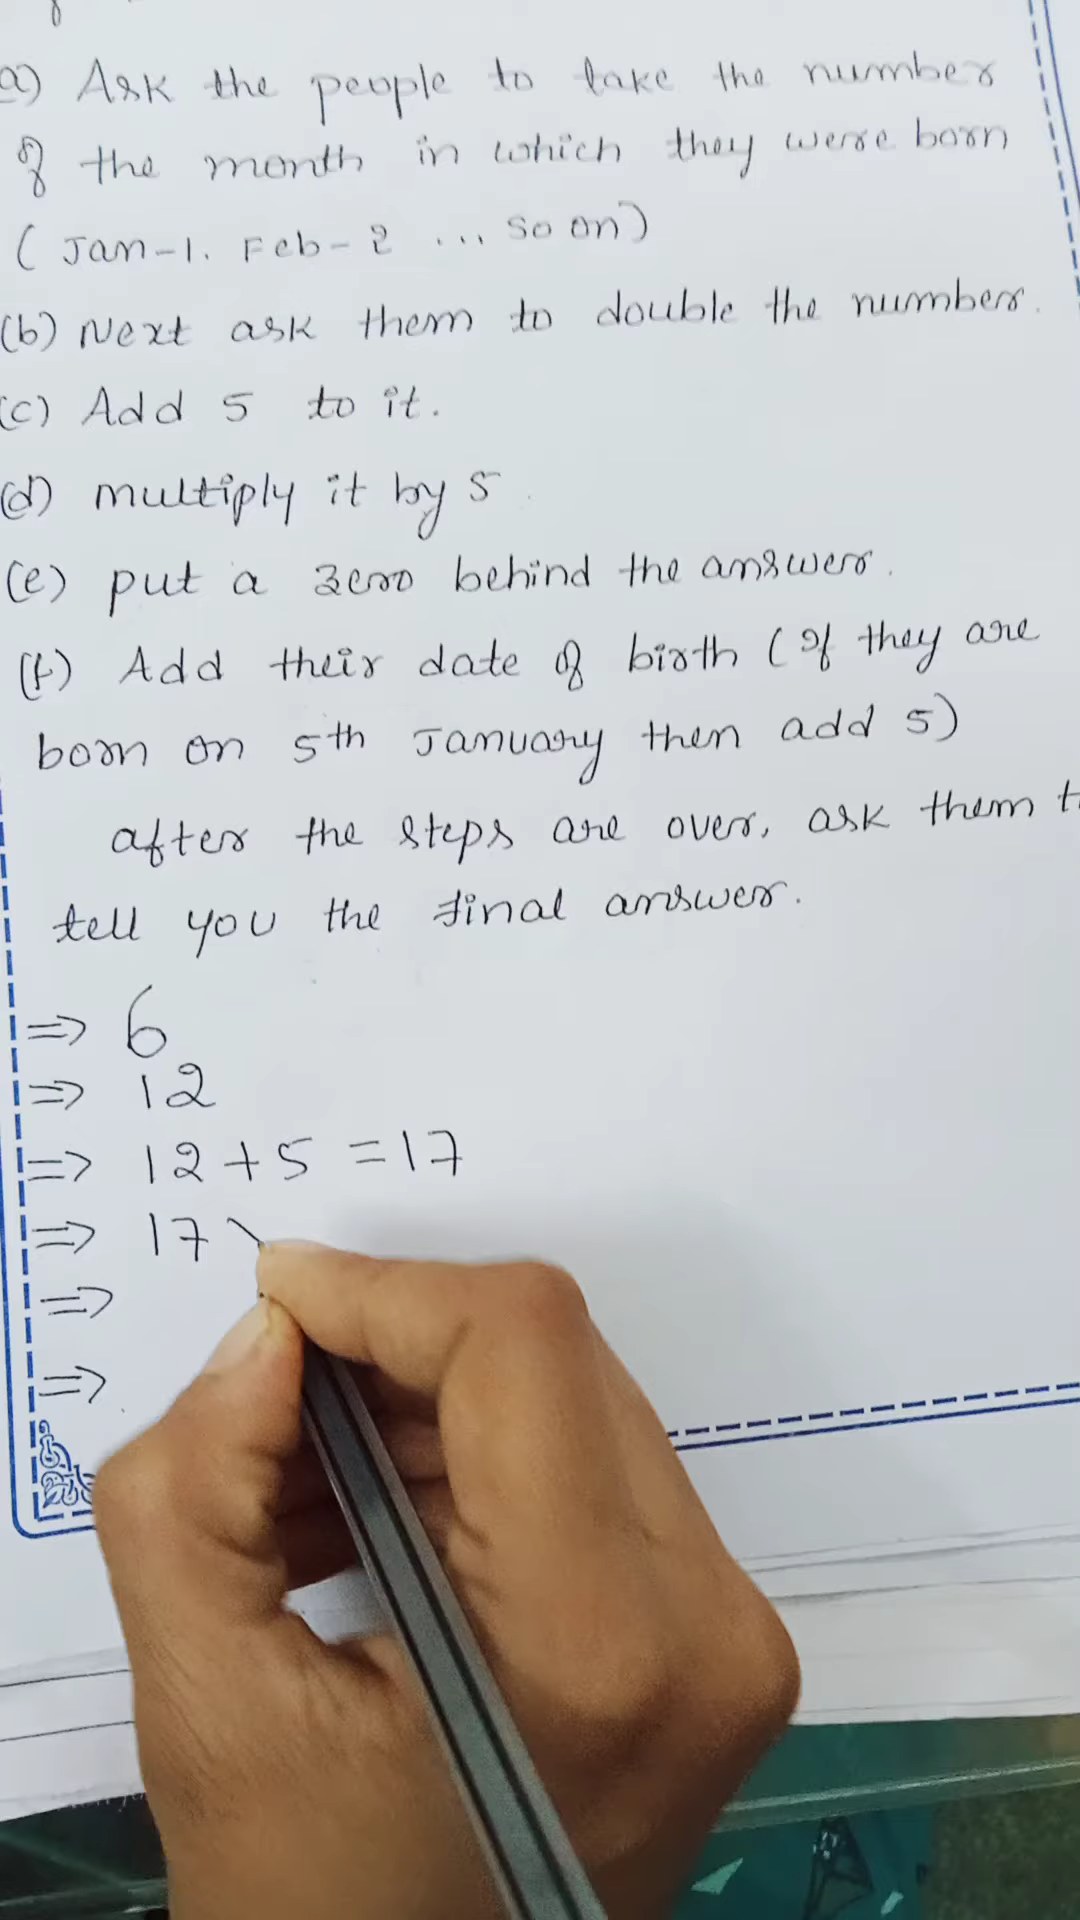 a) Ask the people to take the number
of the month in which they were born
( Jan-1. Feb-2 ... so on)
(b) Next ask them to double the number.
(c) Add 5 to it.
(d) multiply it by 5
(e) put a zero behind the answer.
(f) Add their date of birth (If they are
born on 5th January then add 5)
after the steps are over, ask them
tell you the final answer.
⇒ 6
⇒ 12
⇒ 12+5 =17
⇒ 17
⇒
⇒